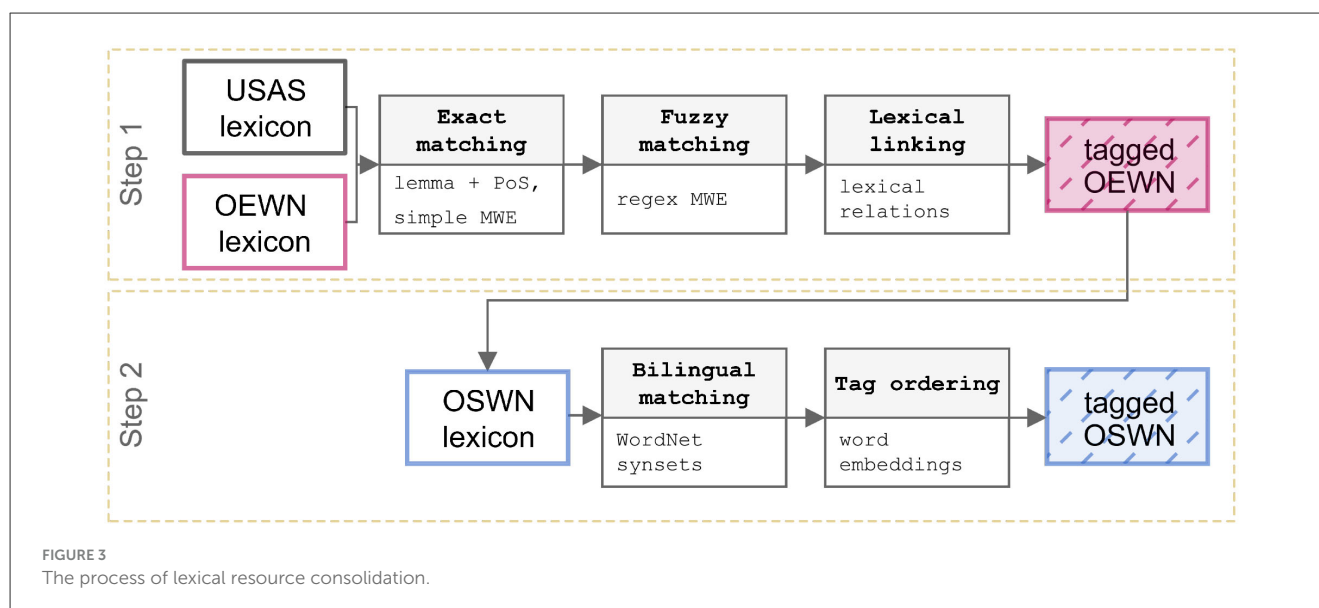 Step 1
USAS
lexicon
OEWN
lexicon
Exact
matching
lemma + PoS,
simple MWE
Fuzzy
matching
regex MWE
Lexical
linking
lexical
relations
tagged
OEWN
Step 2
OSWN
lexicon
Bilingual
matching
WordNet
synsets
Tag ordering
word
embeddings
tagged
OSWN
FIGURE 3
The process of lexical resource consolidation.